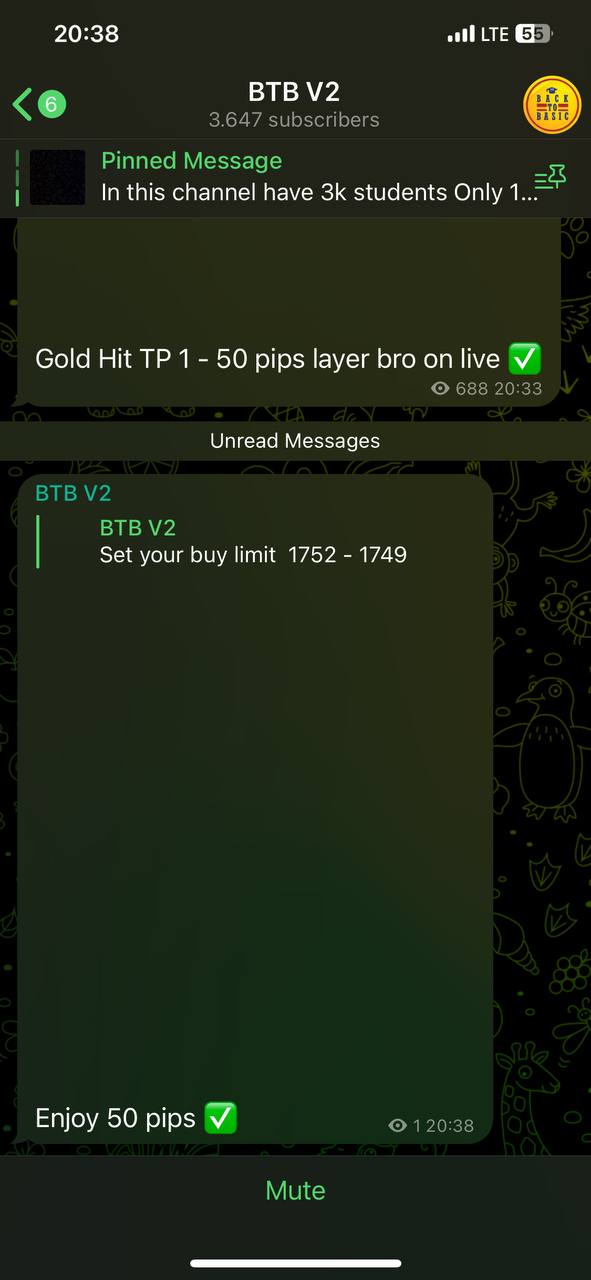 20:38
LTE 55
6
BTB V2
3.647 subscribers
BACK
TO
BASIC
Pinned Message
In this channel have 3k students Only 1...
Gold Hit TP 1 - 50 pips layer bro on live ✅
688 20:33
Unread Messages
BTB V2
BTB V2
Set your buy limit  1752 - 1749
Enjoy 50 pips ✅
1 20:38
Mute